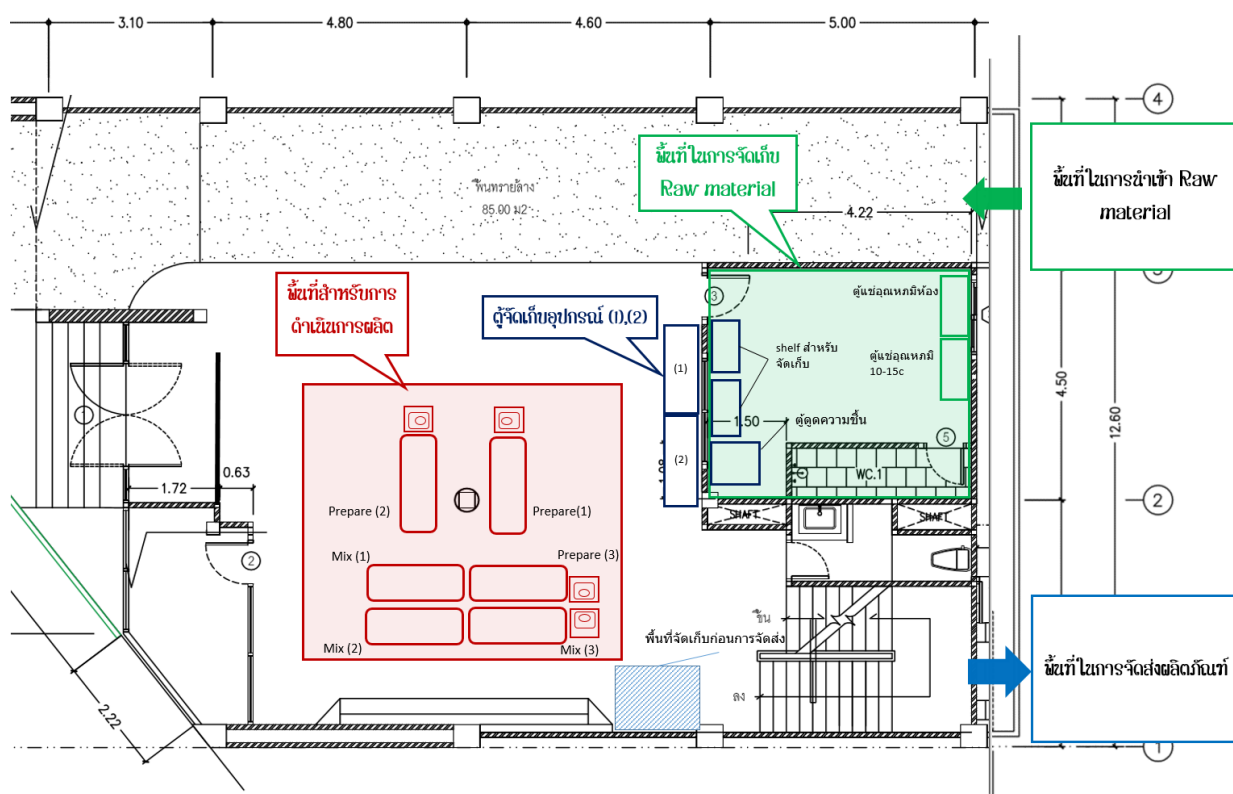 3.10
4.80
4.60
5.00
4
พื้นที่ในการจัดเก็บ
Raw material
พื้นที่ในการนำเข้า Raw
material
พื้นทรายล้าง
85.00 ม2
4.22
พื้นที่สำหรับการ
ดำเนินการผลิต
ตู้จัดเก็บอุปกรณ์ (1),(2)
3
ตู้แช่อุณหภูมิห้อง
shelf สำหรับ
จัดเก็บ
ตู้แช่อุณหภูมิ
10-15c
(1)
4.50
12.60
1.50
ตู้ดูดความชื้น
5
(2)
WC.1
1.72
0.63
Prepare (2)
Prepare(1)
SHAFT
SHAFT
2
Mix (1)
Prepare (3)
2
ขึ้น
พื้นที่จัดเก็บก่อนการจัดส่ง
Mix (2)
Mix (3)
พื้นที่ในการจัดส่งผลิตภัณฑ์
ลง
2.22
1